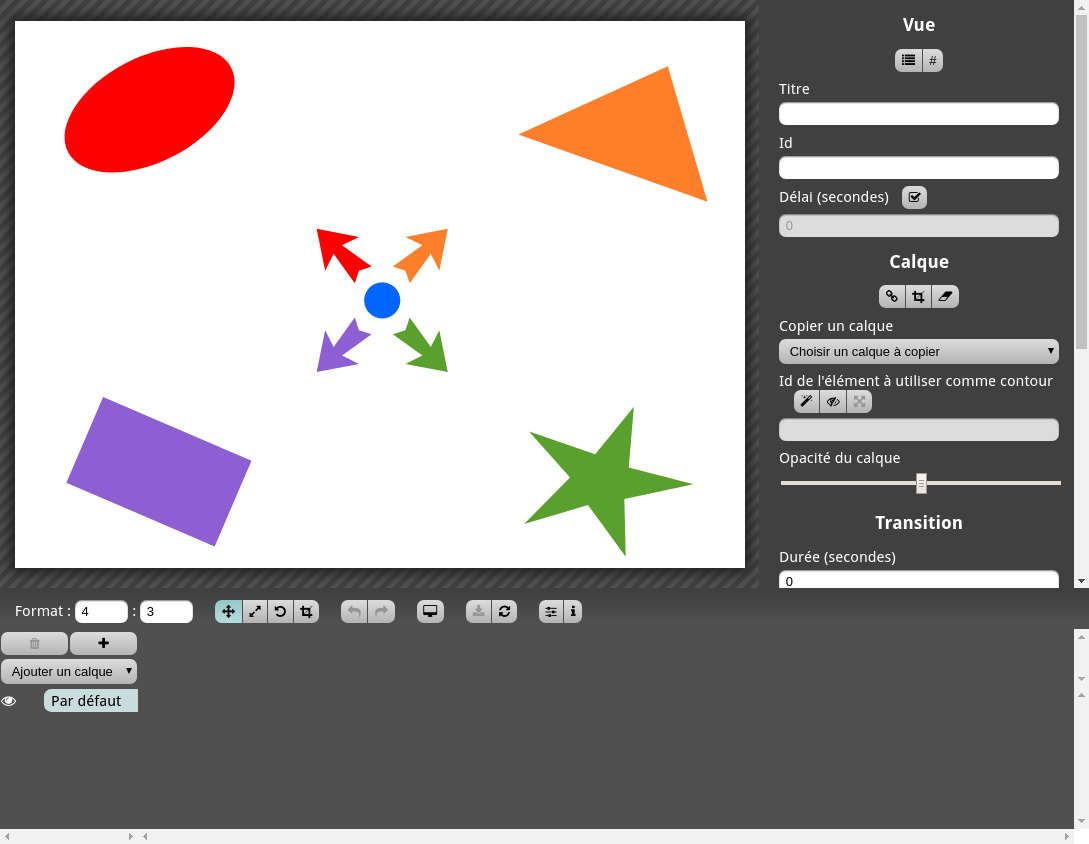 Vue
#
Titre
Id
Délai (secondes)
0
Calque
Copier un calque
Choisir un calque à copier
Id de l'élément à utiliser comme contour
Opacité du calque
Transition
Durée (secondes)
0
Format : 4 : 3
Ajouter un calque
Par défaut